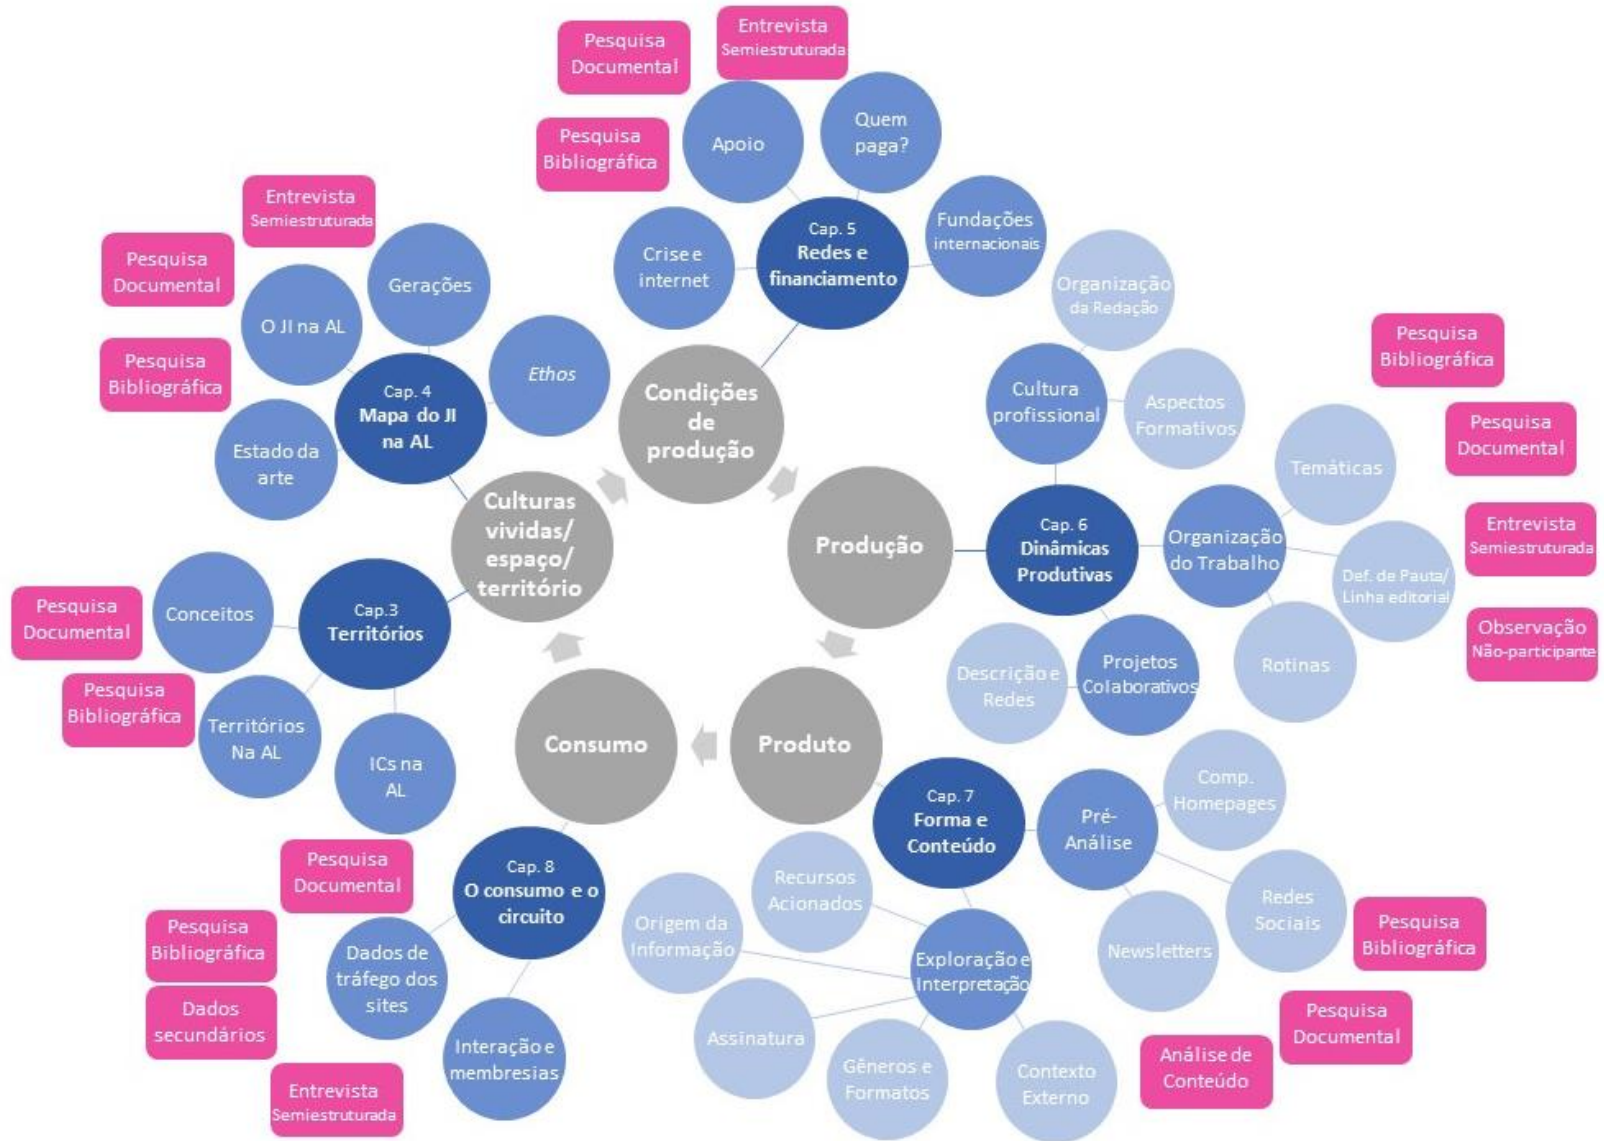 Pesquisa
Documental
Entrevista
Semiestruturada
Pesquisa
Bibliográfica
Apoio
Quem
paga?
Crise e
internet
Cap. 5
Redes e
financiamento
Fundações
internacionais
Entrevista
Semiestruturada
Pesquisa
Documental
Pesquisa
Bibliográfica
Gerações
O JI na AL
Ethos
Cap. 4
Mapa do JI
na AL
Estado da
arte
Condições
de
produção
Culturas
vividas/
espaço/
território
Produção
Produto
Consumo
Organização
da Redação
Cultura
profissional
Aspectos
Formativos
Pesquisa
Bibliográfica
Pesquisa
Documental
Entrevista
Semiestruturada
Observação
Não-participante
Cap. 6
Dinâmicas
Produtivas
Organização
do Trabalho
Temáticas
Def. de Pauta/
Linha editorial
Rotinas
Projetos
Colaborativos
Descrição e
Redes
Pesquisa
Documental
Pesquisa
Bibliográfica
Conceitos
Cap.3
Territórios
Territórios
Na AL
ICs na
AL
Cap. 7
Forma e
Conteúdo
Pré-
Análise
Comp.
Homepages
Redes
Sociais
Newsletters
Recursos
Acionados
Origem da
Informação
Exploração e
Interpretação
Assinatura
Gêneros e
Formatos
Contexto
Externo
Pesquisa
Bibliográfica
Pesquisa
Documental
Análise de
Conteúdo
Cap. 8
O consumo e o
circuito
Pesquisa
Documental
Pesquisa
Bibliográfica
Dados
secundários
Entrevista
Semiestruturada
Dados de
tráfego dos
sites
Interação e
membresias